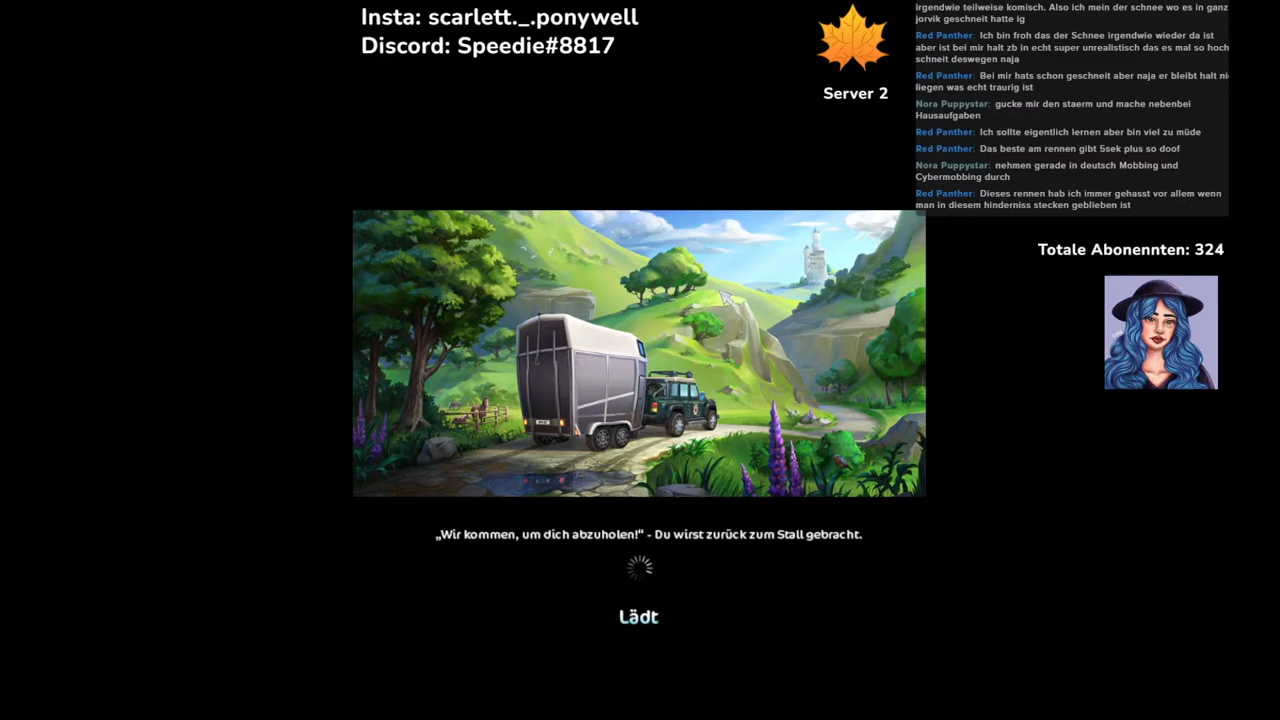 Insta: scarlett._.ponywell
Discord: Speedie#8817
Server 2
irgendwie teilweise komisch. Also ich mein der schnee wo es in ganz
jorvik geschneit hatte ig
Red Panther: Ich bin froh das der Schnee irgendwie wieder da ist
aber ist bei mir halt zb in echt super unrealistisch das es mal so hoch
schneit deswegen naja
Red Panther: Bei mir hats schon geschneit aber naja er bleibt halt
liegen was echt traurig ist
Nora Puppystar: gucke mir den staerm und mache nebenbei
Hausaufgaben
Red Panther: Ich sollte eigentlich lernen aber bin viel zu müde
Red Panther: Das beste am rennen gibt 5sek plus so doof
Nora Puppystar: nehmen gerade in deutsch Mobbing und
Cybermobbing durch
Red Panther: Dieses rennen hab ich immer gehasst vor allem wenn
man in diesem hinderniss stecken geblieben ist
Totale Abonennten: 324
„Wir kommen, um dich abzuholen!“ - Du wirst zurück zum Stall gebracht.
Lädt